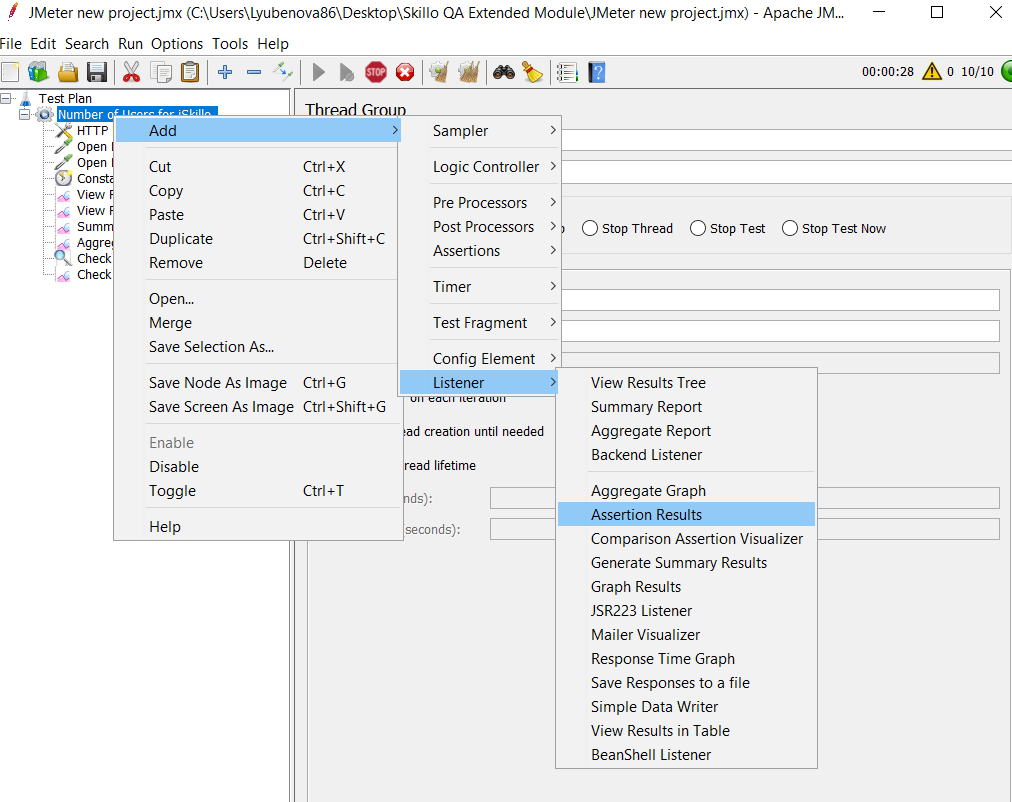 JMeter new project.jmx (C:\Users\Lyubenova86\Desktop\Skillo QA Extended Module\JMeter new project.jmx) - Apache JM...
File Edit Search Run Options Tools Help
STOP
00:00:28 0 10/10
Test Plan
Number of Users for iSkillo
HTTP
Open
Open
Consta
View
View
Summ
Aggre
Check
Check
Thread Group
Stop Thread Stop Test Stop Test Now
on each iteration
ead creation until needed
read lifetime
nds):
seconds):
Add
Cut Ctrl+X
Copy Ctrl+C
Paste Ctrl+V
Duplicate Ctrl+Shift+C
Remove Delete
Open...
Merge
Save Selection As...
Save Node As Image Ctrl+G
Save Screen As Image Ctrl+Shift+G
Enable
Disable
Toggle Ctrl+T
Help
Sampler
Logic Controller
Pre Processors
Post Processors
Assertions
Timer
Test Fragment
Config Element
Listener
View Results Tree
Summary Report
Aggregate Report
Backend Listener
Aggregate Graph
Assertion Results
Comparison Assertion Visualizer
Generate Summary Results
Graph Results
JSR223 Listener
Mailer Visualizer
Response Time Graph
Save Responses to a file
Simple Data Writer
View Results in Table
BeanShell Listener